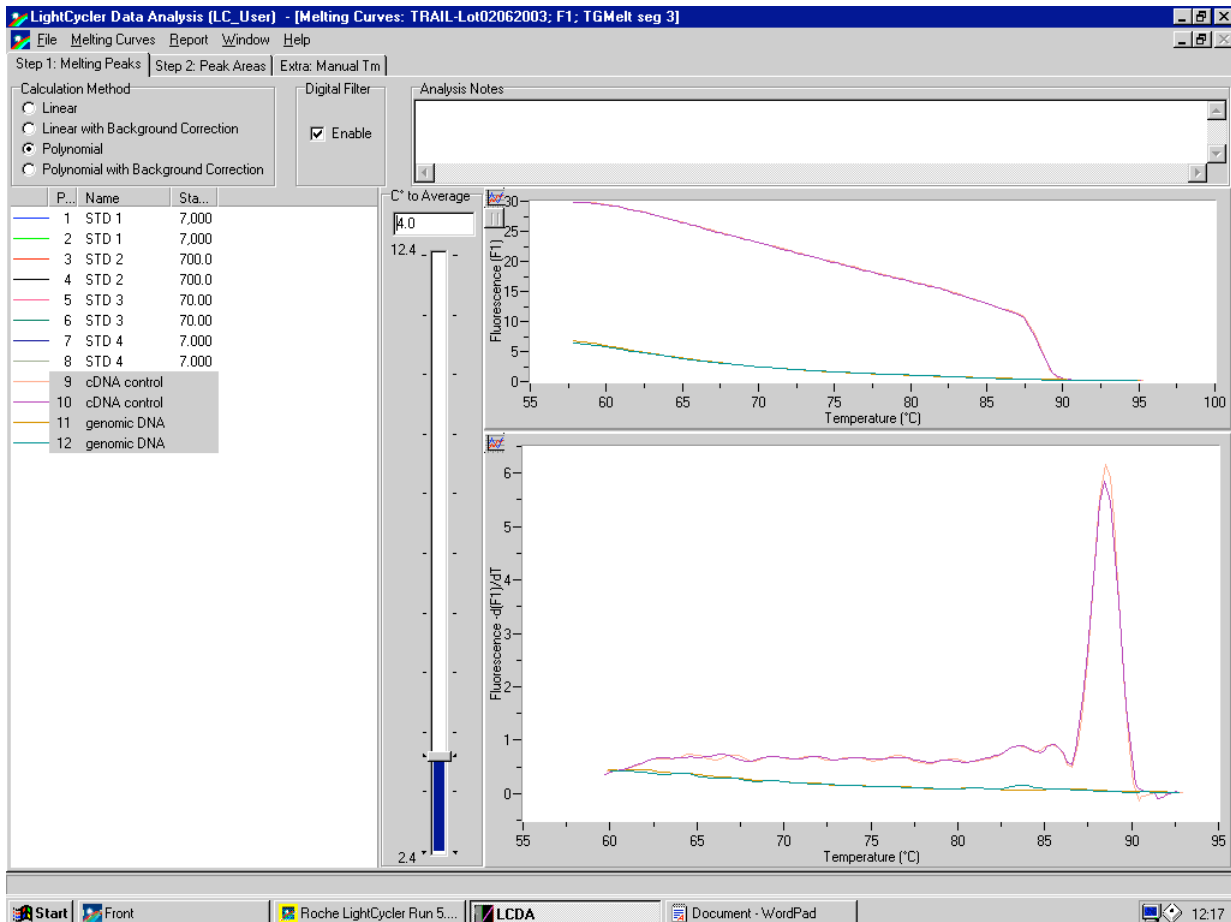 LightCycler Data Analysis (LC_User) - [Melting Curves: TRAIL-Lot02062003; F1; TGMelt seg 3]
File Melting Curves Report Window Help
Step 1: Melting Peaks Step 2: Peak Areas Extra: Manual Tm
Calculation Method
Linear
Linear with Background Correction
Polynomial
Polynomial with Background Correction
Digital Filter
Enable
Analysis Notes
P... Name Sta...
1 STD 1 7,000
2 STD 1 7,000
3 STD 2 700.0
4 STD 2 700.0
5 STD 3 70.00
6 STD 3 70.00
7 STD 4 7.000
8 STD 4 7.000
9 cDNA control
10 cDNA control
11 genomic DNA
12 genomic DNA
C° to Average
4.0
12.4
2.4
Fluorescence (F1)
30
25
20
15
10
5
0
55 60 65 70 75 80 85 90 95 100
Temperature (°C)
Fluorescence -d(F1)/dT
6
5
4
3
2
1
0
55 60 65 70 75 80 85 90 95
Temperature (°C)
Start Front Roche LightCycler Run 5.... LCDA Document - WordPad 12:17